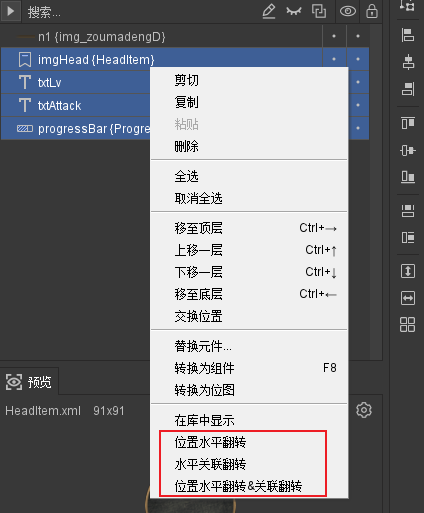 搜索...
n1 {img_zoumadengD}
imgHead {HeadItem}
txtLv
txtAttack
progressBar {Progre
剪切
复制
粘贴
删除
全选
取消全选
移至顶层 Ctrl+→
上移一层 Ctrl+↑
下移一层 Ctrl+↓
移至底层 Ctrl+←
交换位置
替换元件...
转换为组件 F8
转换为位图
在库中显示
位置水平翻转
水平关联翻转
位置水平翻转&关联翻转
预览
HeadItem.xml 91x91